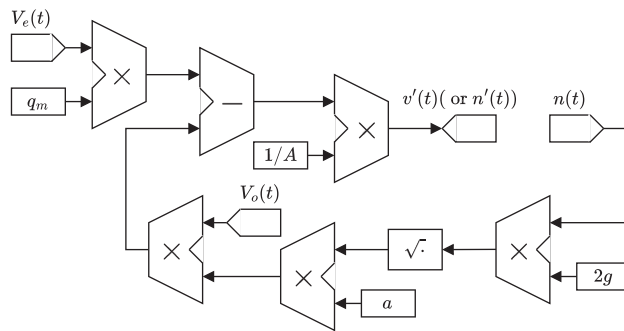 V_e(t)
q_m
×
−
1/A
×
v'(t)( or n'(t))
n(t)
V_o(t)
×
×
a
√·
×
2g